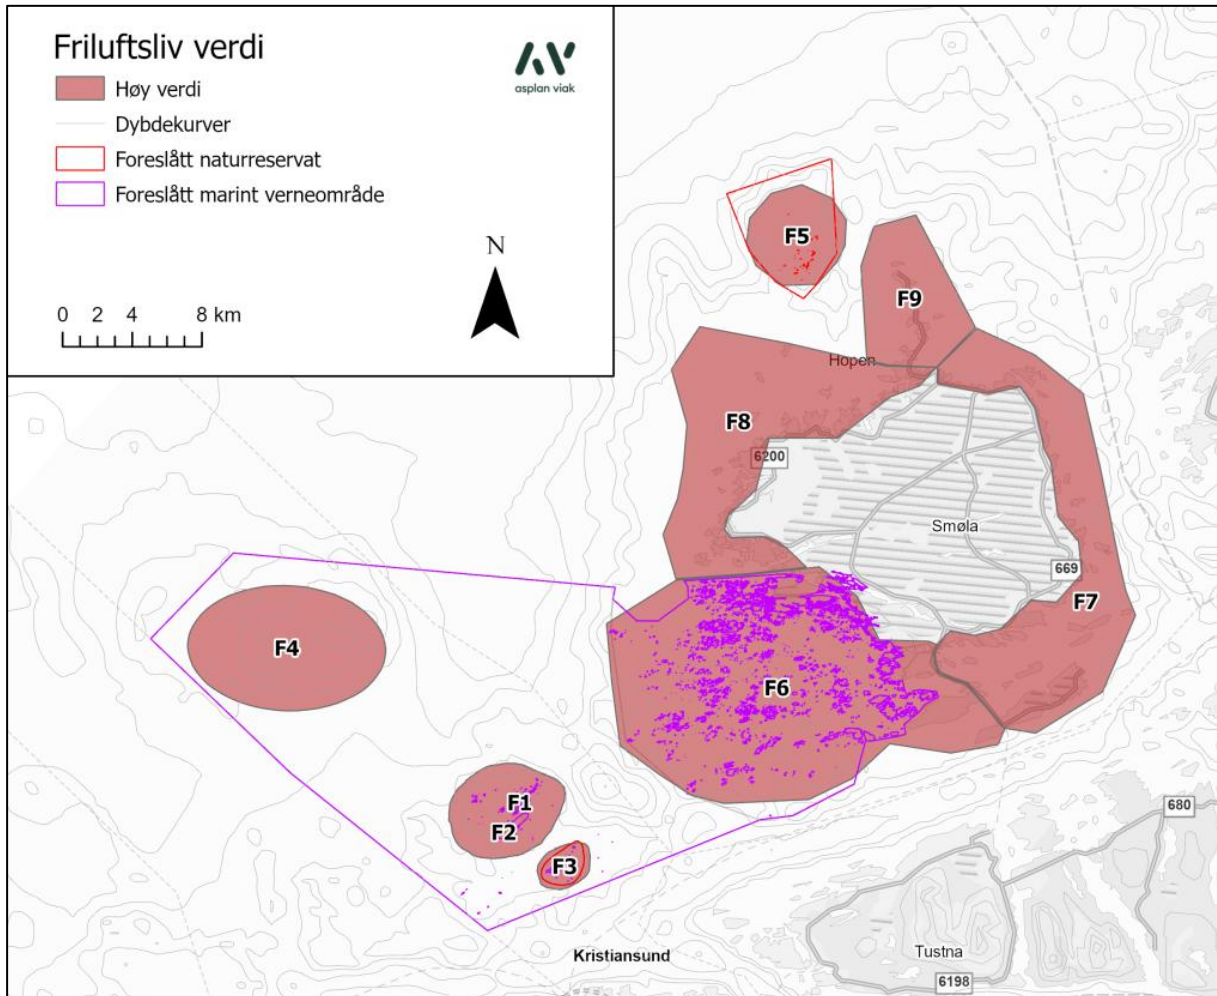 Friluftsliv verdi
asplan viak
Høy verdi
Dybdekurver
Foreslått naturreservat
Foreslått marint verneområde
N
0 2 4 8 km
F5
F9
Hopen
F8
6200
Smøla
669
F7
F4
F6
F1
F2
F3
680
Kristiansund
Tustna
6198